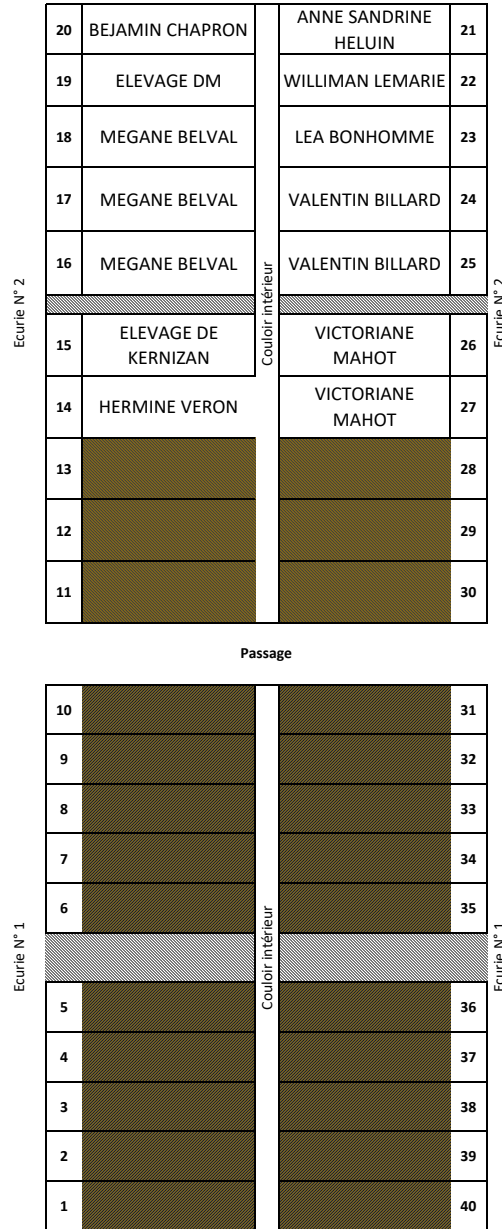 20 BEJAMIN CHAPRON ANNE SANDRINE HELUIN 21
19 ELEVAGE DM WILLIMAN LEMARIE 22
18 MEGANE BELVAL LEA BONHOMME 23
17 MEGANE BELVAL VALENTIN BILLARD 24
16 MEGANE BELVAL VALENTIN BILLARD 25
Ecurie N° 2
Couloir intérieur
Ecurie N° 2
15 ELEVAGE DE KERNIZAN VICTORIANE MAHOT 26
14 HERMINE VERON VICTORIANE MAHOT 27
13 28
12 29
11 30
Passage
10 31
9 32
8 33
7 34
6 35
Ecurie N° 1
Couloir intérieur
Ecurie N° 1
5 36
4 37
3 38
2 39
1 40